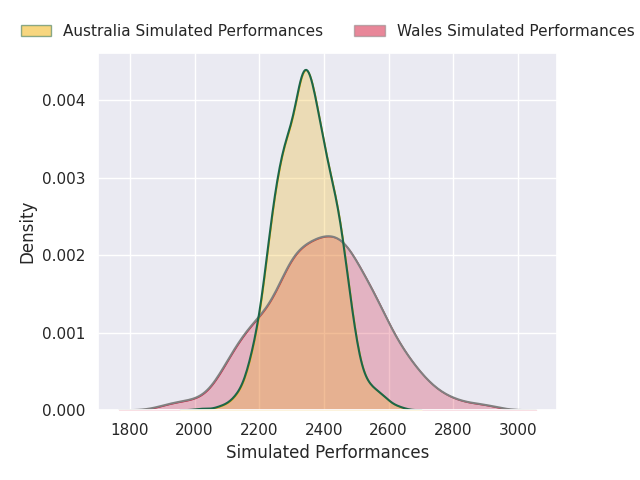 Australia Simulated Performances Wales Simulated Performances
0.004
0.003
0.002
0.001
0.000
Density
1800 2000 2200 2400 2600 2800 3000
Simulated Performances